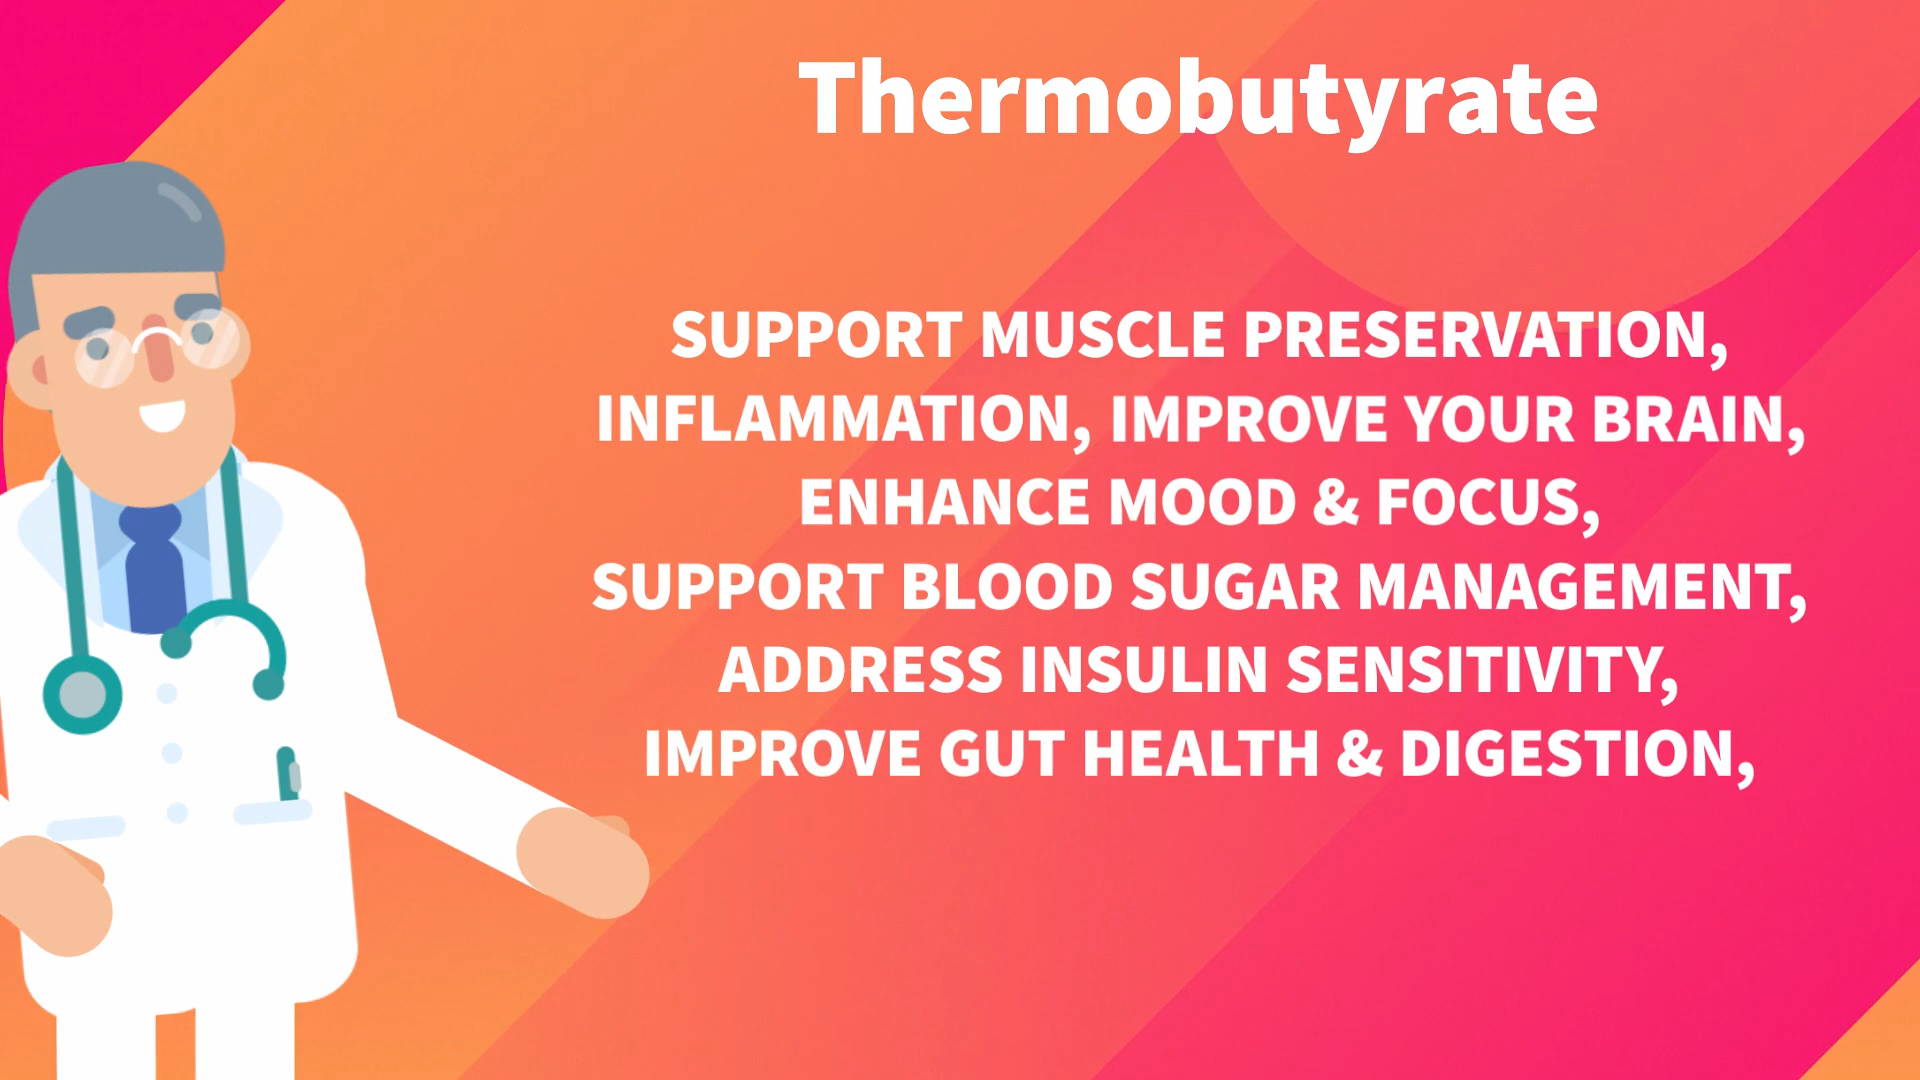 Thermobutyrate
SUPPORT MUSCLE PRESERVATION,
INFLAMMATION, IMPROVE YOUR BRAIN,
ENHANCE MOOD & FOCUS,
SUPPORT BLOOD SUGAR MANAGEMENT,
ADDRESS INSULIN SENSITIVITY,
IMPROVE GUT HEALTH & DIGESTION,